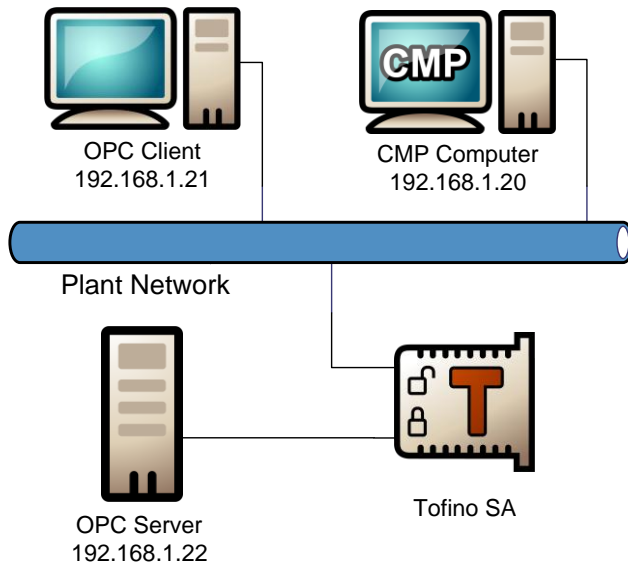 CMP
OPC Client
192.168.1.21
CMP Computer
192.168.1.20
Plant Network
T
OPC Server
192.168.1.22
Tofino SA